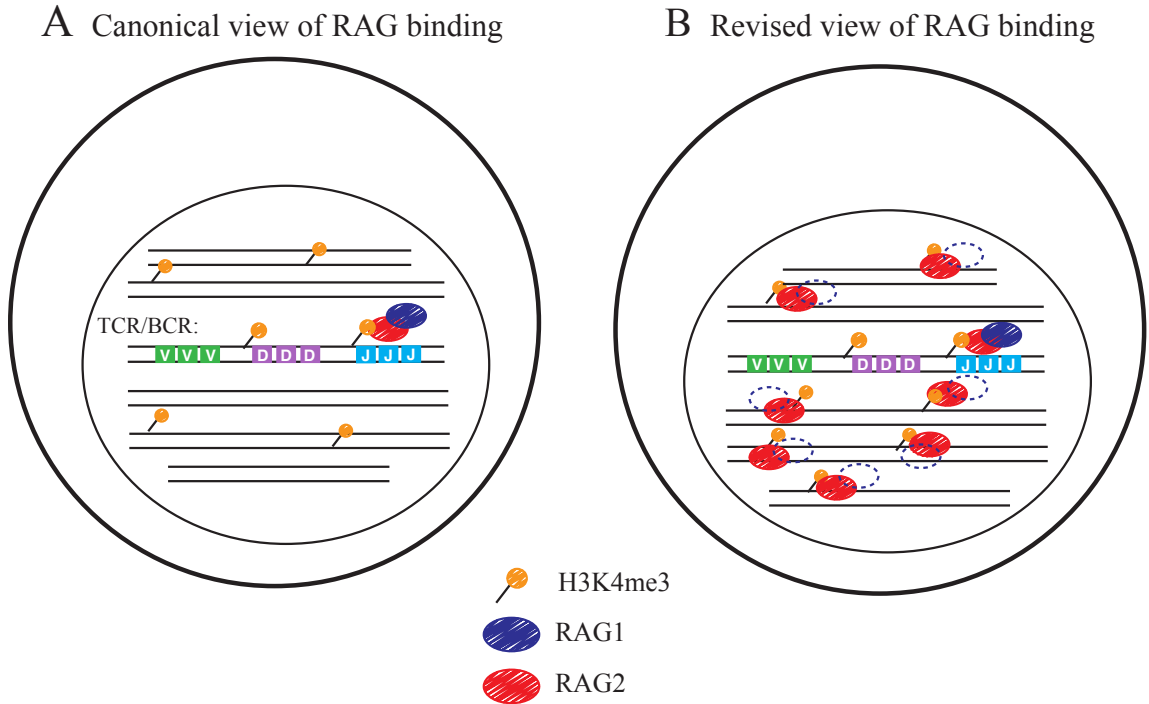 A Canonical view of RAG binding
B Revised view of RAG binding
TCR/BCR:
V V V D D D J J J
V V V D D D J J J
H3K4me3
RAG1
RAG2